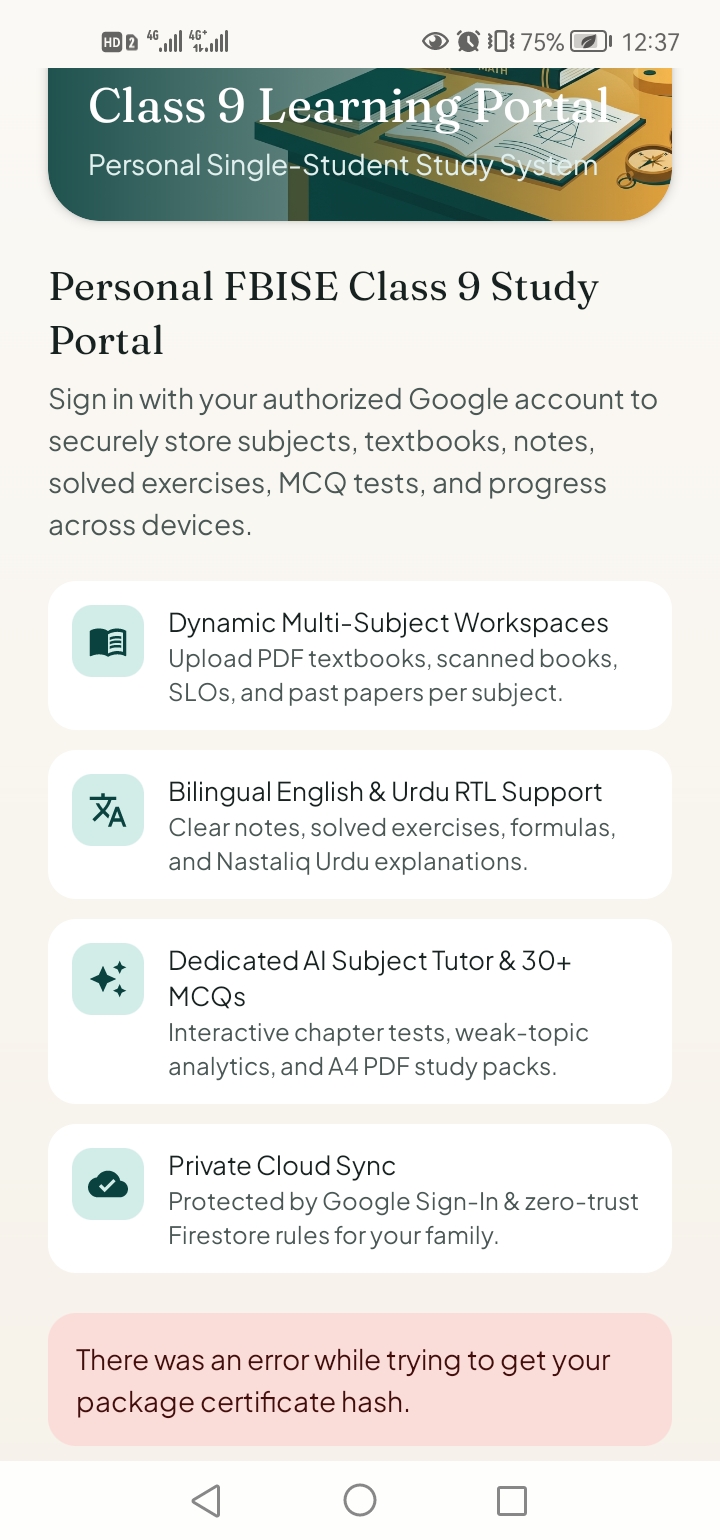 HD 2 4G 4G+ 75% 12:37
MATH
Class 9 Learning Portal
Personal Single-Student Study System
Personal FBISE Class 9 Study
Portal
Sign in with your authorized Google account to
securely store subjects, textbooks, notes,
solved exercises, MCQ tests, and progress
across devices.
Dynamic Multi-Subject Workspaces
Upload PDF textbooks, scanned books,
SLOs, and past papers per subject.
Bilingual English & Urdu RTL Support
Clear notes, solved exercises, formulas,
and Nastaliq Urdu explanations.
Dedicated AI Subject Tutor & 30+
MCQs
Interactive chapter tests, weak-topic
analytics, and A4 PDF study packs.
Private Cloud Sync
Protected by Google Sign-In & zero-trust
Firestore rules for your family.
There was an error while trying to get your
package certificate hash.